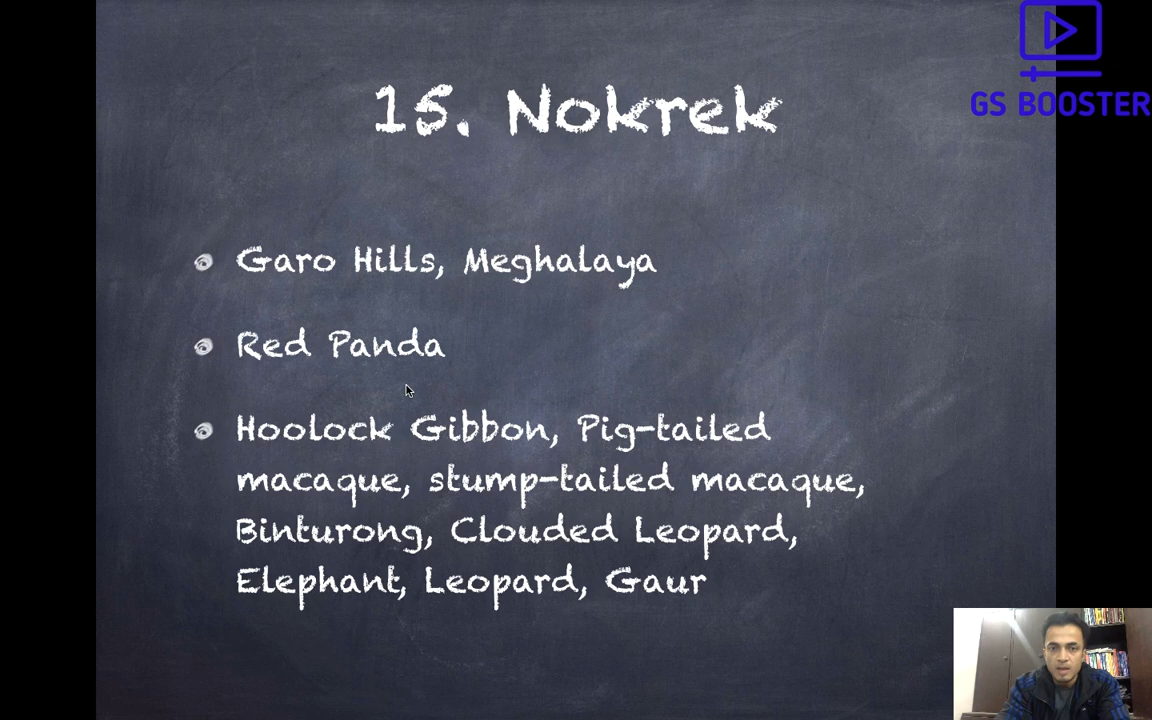 GS BOOSTER
15. Nokrek
Garo Hills, Meghalaya
Red Panda
Hoolock Gibbon, Pig-tailed
macaque, stump-tailed macaque,
Binturong, Clouded Leopard,
Elephant, Leopard, Gaur